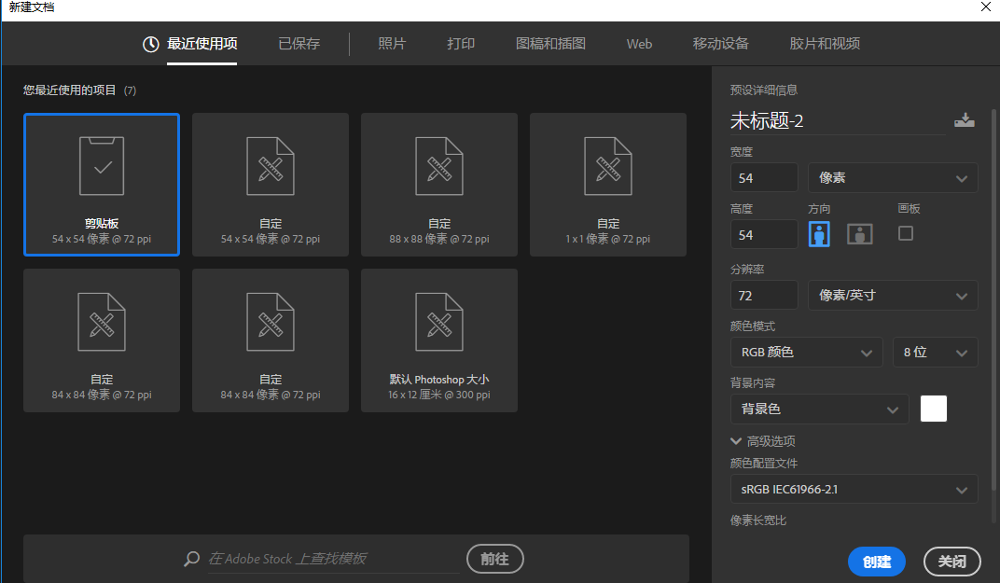 新建文档
最近使用项 已保存 照片 打印 图稿和插图 Web 移动设备 胶片和视频
您最近使用的项目 (7)
剪贴板
54 x 54 像素 @ 72 ppi
自定
54 x 54 像素 @ 72 ppi
自定
88 x 88 像素 @ 72 ppi
自定
1 x 1 像素 @ 72 ppi
自定
84 x 84 像素 @ 72 ppi
自定
84 x 84 像素 @ 72 ppi
默认 Photoshop 大小
16 x 12 厘米 @ 300 ppi
在 Adobe Stock 上查找模板 前往
预设详细信息
未标题-2
宽度
54 像素
高度 方向 画板
54
分辨率
72 像素/英寸
颜色模式
RGB 颜色 8 位
背景内容
背景色
高级选项
颜色配置文件
sRGB IEC61966-2.1
像素长宽比
创建 关闭